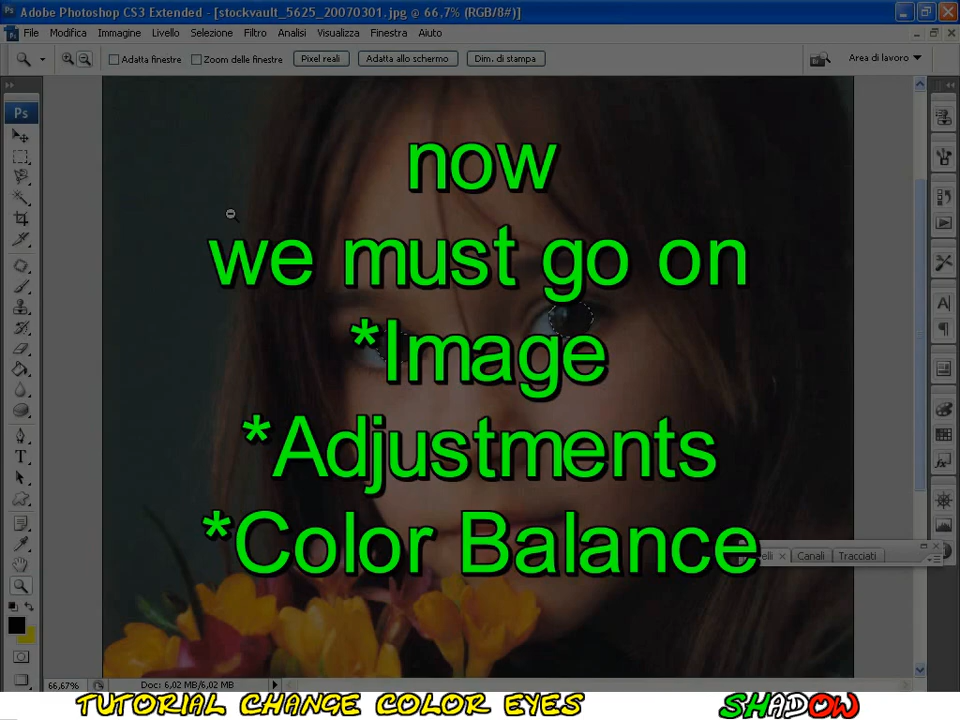 Adobe Photoshop CS3 Extended - [stockvault_5625_20070301.jpg @ 66,7% (RGB/8#)]
File Modifica Immagine Livello Selezione Filtro Analisi Visualizza Finestra Aiuto
Adatta finestre Zoom delle finestre Pixel reali Adatta allo schermo Dim. di stampa Area di lavoro
Ps
now
we must go on
*Image
*Adjustments
*Color Balance
Canali Tracciati
66,67% Doc: 6,02 MB/6,02 MB
TUTORIAL CHANGE COLOR EYES SHADOW